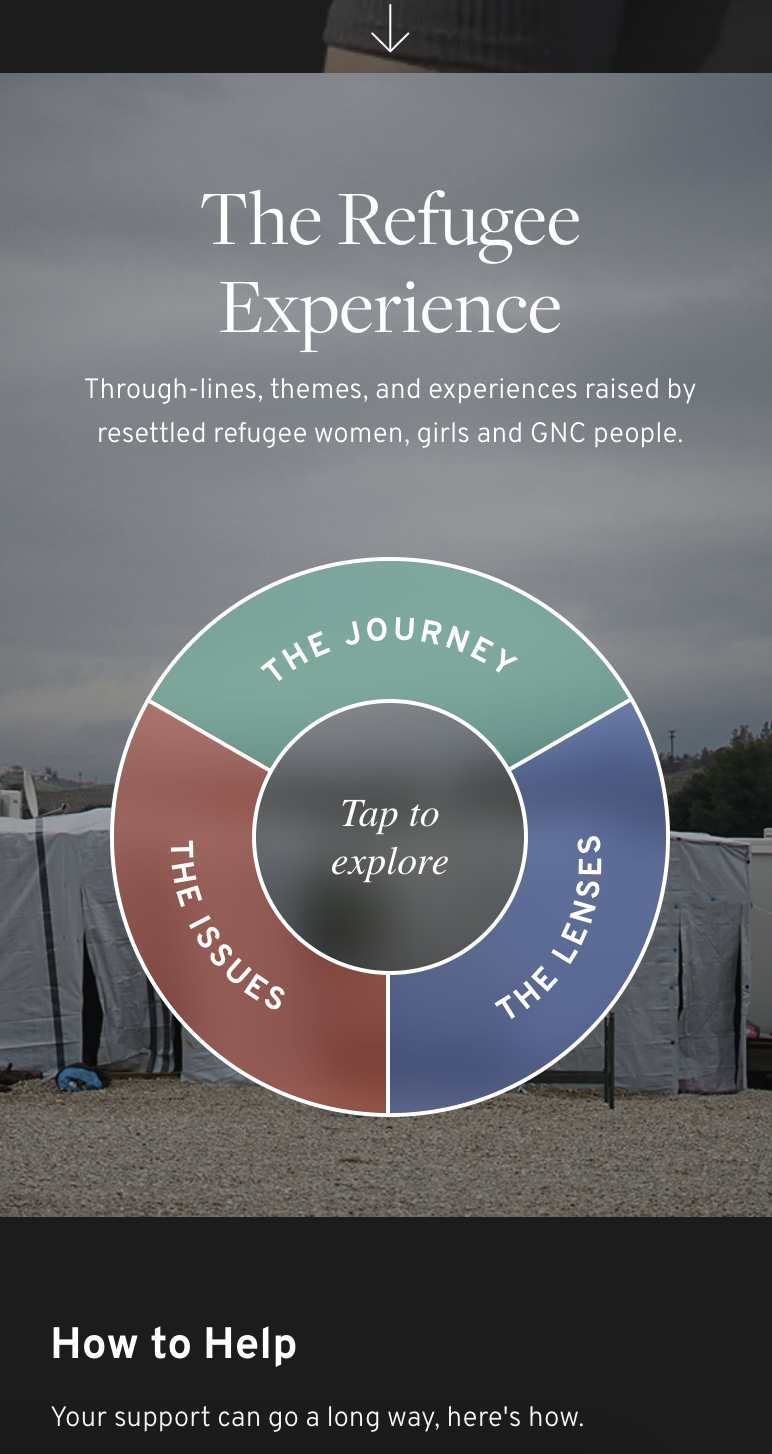 The Refugee
Experience
Through-lines, themes, and experiences raised by
resettled refugee women, girls and GNC people.
THE JOURNEY
Tap to
explore
THE ISSUES
THE LENSES
How to Help
Your support can go a long way, here's how.